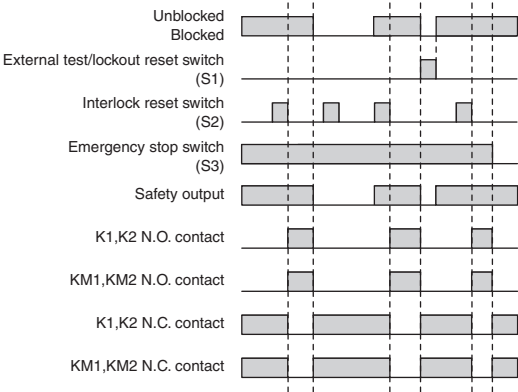 Unblocked
Blocked
External test/lockout reset switch
(S1)
Interlock reset switch
(S2)
Emergency stop switch
(S3)
Safety output
K1,K2 N.O. contact
KM1,KM2 N.O. contact
K1,K2 N.C. contact
KM1,KM2 N.C. contact